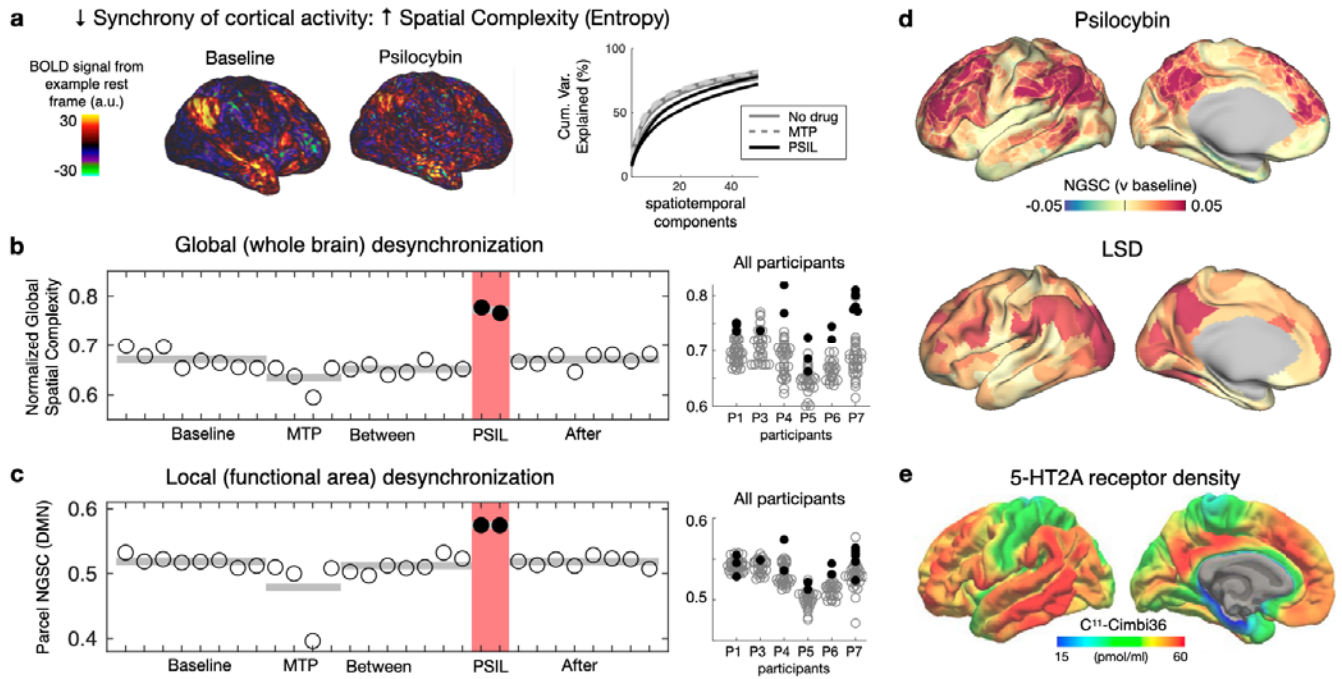 a
↓ Synchrony of cortical activity: ↑ Spatial Complexity (Entropy)
BOLD signal from
example rest
frame (a.u.)
30
-30
Baseline
Psilocybin
Cum. Var.
Explained (%)
100
50
0
20
40
spatiotemporal
components
No drug
MTP
PSIL
b
Global (whole brain) desynchronization
Normalized Global
Spatial Complexity
0.8
0.7
0.6
Baseline
MTP
Between
PSIL
After
All participants
0.8
0.7
0.6
P1 P3 P4 P5 P6 P7
participants
c
Local (functional area) desynchronization
Parcel NGSC (DMN)
0.6
0.5
0.4
Baseline
MTP
Between
PSIL
After
All participants
0.6
0.5
P1 P3 P4 P5 P6 P7
participants
d
Psilocybin
NGSC (v baseline)
-0.05
0.05
LSD
e
5-HT2A receptor density
C¹¹-Cimbi36
15 (pmol/ml) 60